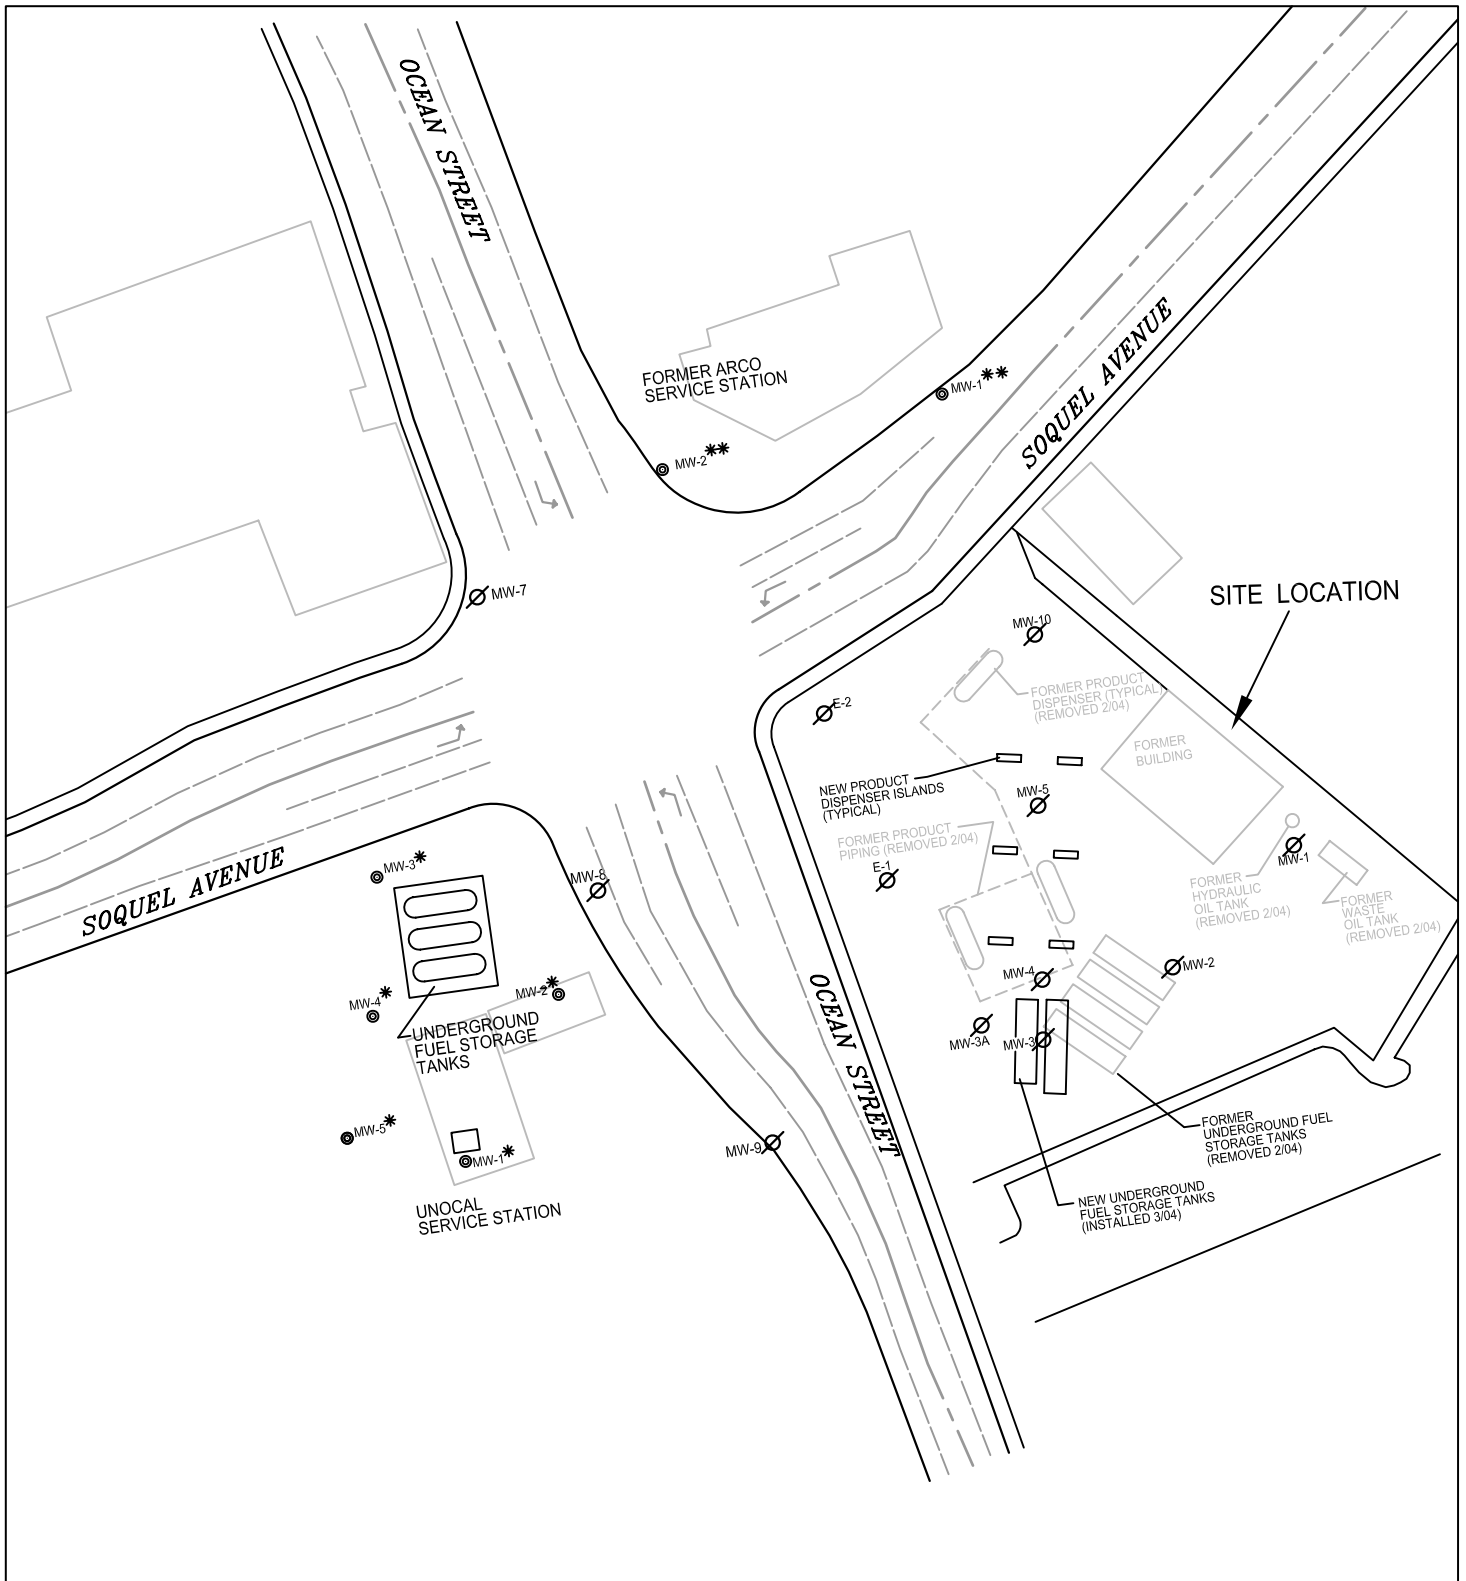 OCEAN STREET
FORMER ARCO
SERVICE STATION
MW-1**
MW-2**
SOQUEL AVENUE
MW-7
SITE LOCATION
MW-10
FORMER PRODUCT
DISPENSER (TYPICAL)
(REMOVED 2/04)
E-2
FORMER
BUILDING
NEW PRODUCT
DISPENSER ISLANDS
(TYPICAL)
MW-5
FORMER PRODUCT
PIPING (REMOVED 2/04)
E-1
MW-1
FORMER
HYDRAULIC
OIL TANK
(REMOVED 2/04)
FORMER
WASTE
OIL TANK
(REMOVED 2/04)
SOQUEL AVENUE
MW-3*
MW-8
MW-4*
MW-2*
UNDERGROUND
FUEL STORAGE
TANKS
MW-5*
MW-1*
UNOCAL
SERVICE STATION
MW-9
OCEAN STREET
MW-4
MW-2
MW-3A
MW-3
FORMER
UNDERGROUND FUEL
STORAGE TANKS
(REMOVED 2/04)
NEW UNDERGROUND
FUEL STORAGE TANKS
(INSTALLED 3/04)